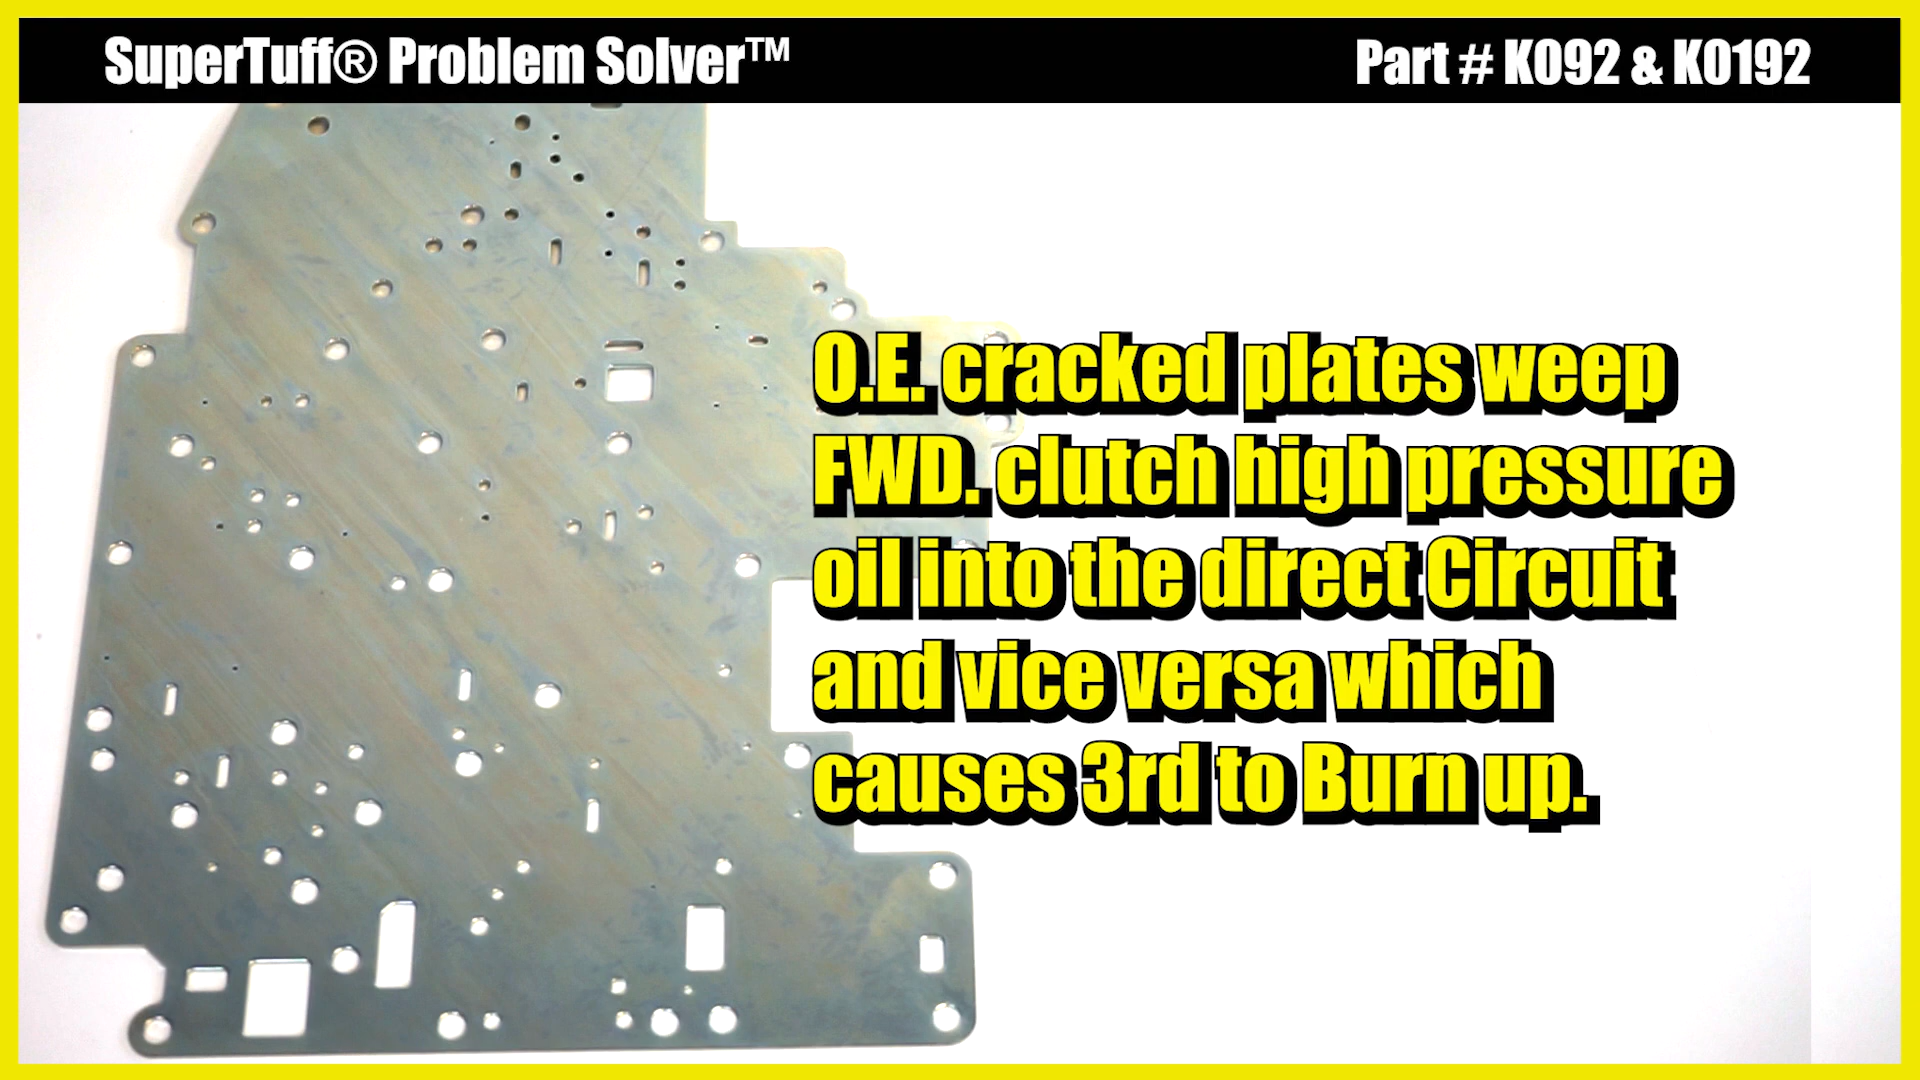 SuperTuff® Problem Solver™
Part # K092 & K0192
O.E. cracked plates weep
FWD. clutch high pressure
oil into the direct Circuit
and vice versa which
causes 3rd to Burn up.